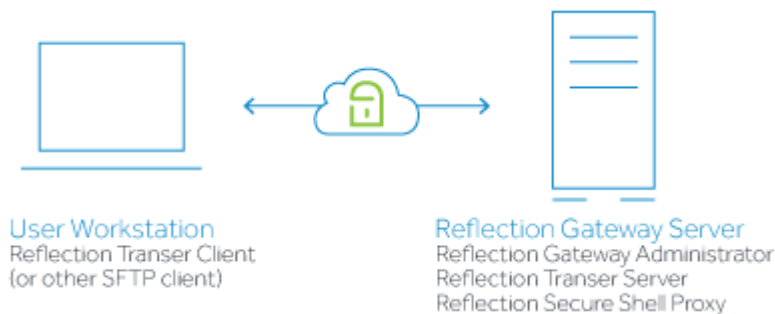 User Workstation
Reflection Transer Client
(or other SFTP client)
Reflection Gateway Server
Reflection Gateway Administrator
Reflection Transer Server
Reflection Secure Shell Proxy